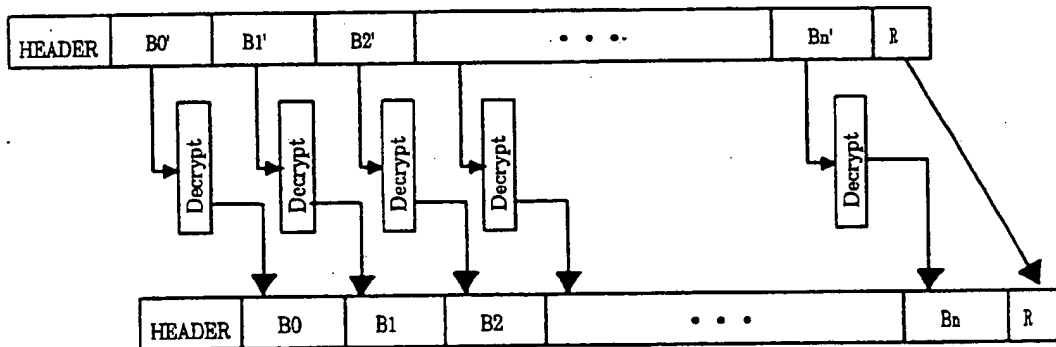 HEADER B0' B1' B2' • • • Bn' R
Decrypt Decrypt Decrypt Decrypt Decrypt
HEADER B0 B1 B2 • • • Bn R